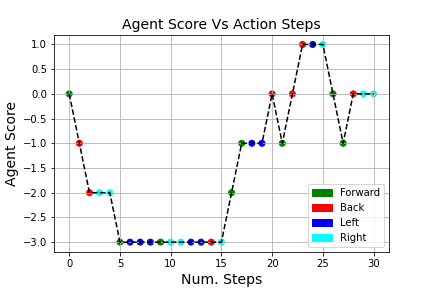 Agent Score Vs Action Steps
1.0
0.5
0.0
−0.5
−1.0
−1.5
−2.0
−2.5
−3.0
Agent Score
Forward
Back
Left
Right
0 5 10 15 20 25 30
Num. Steps